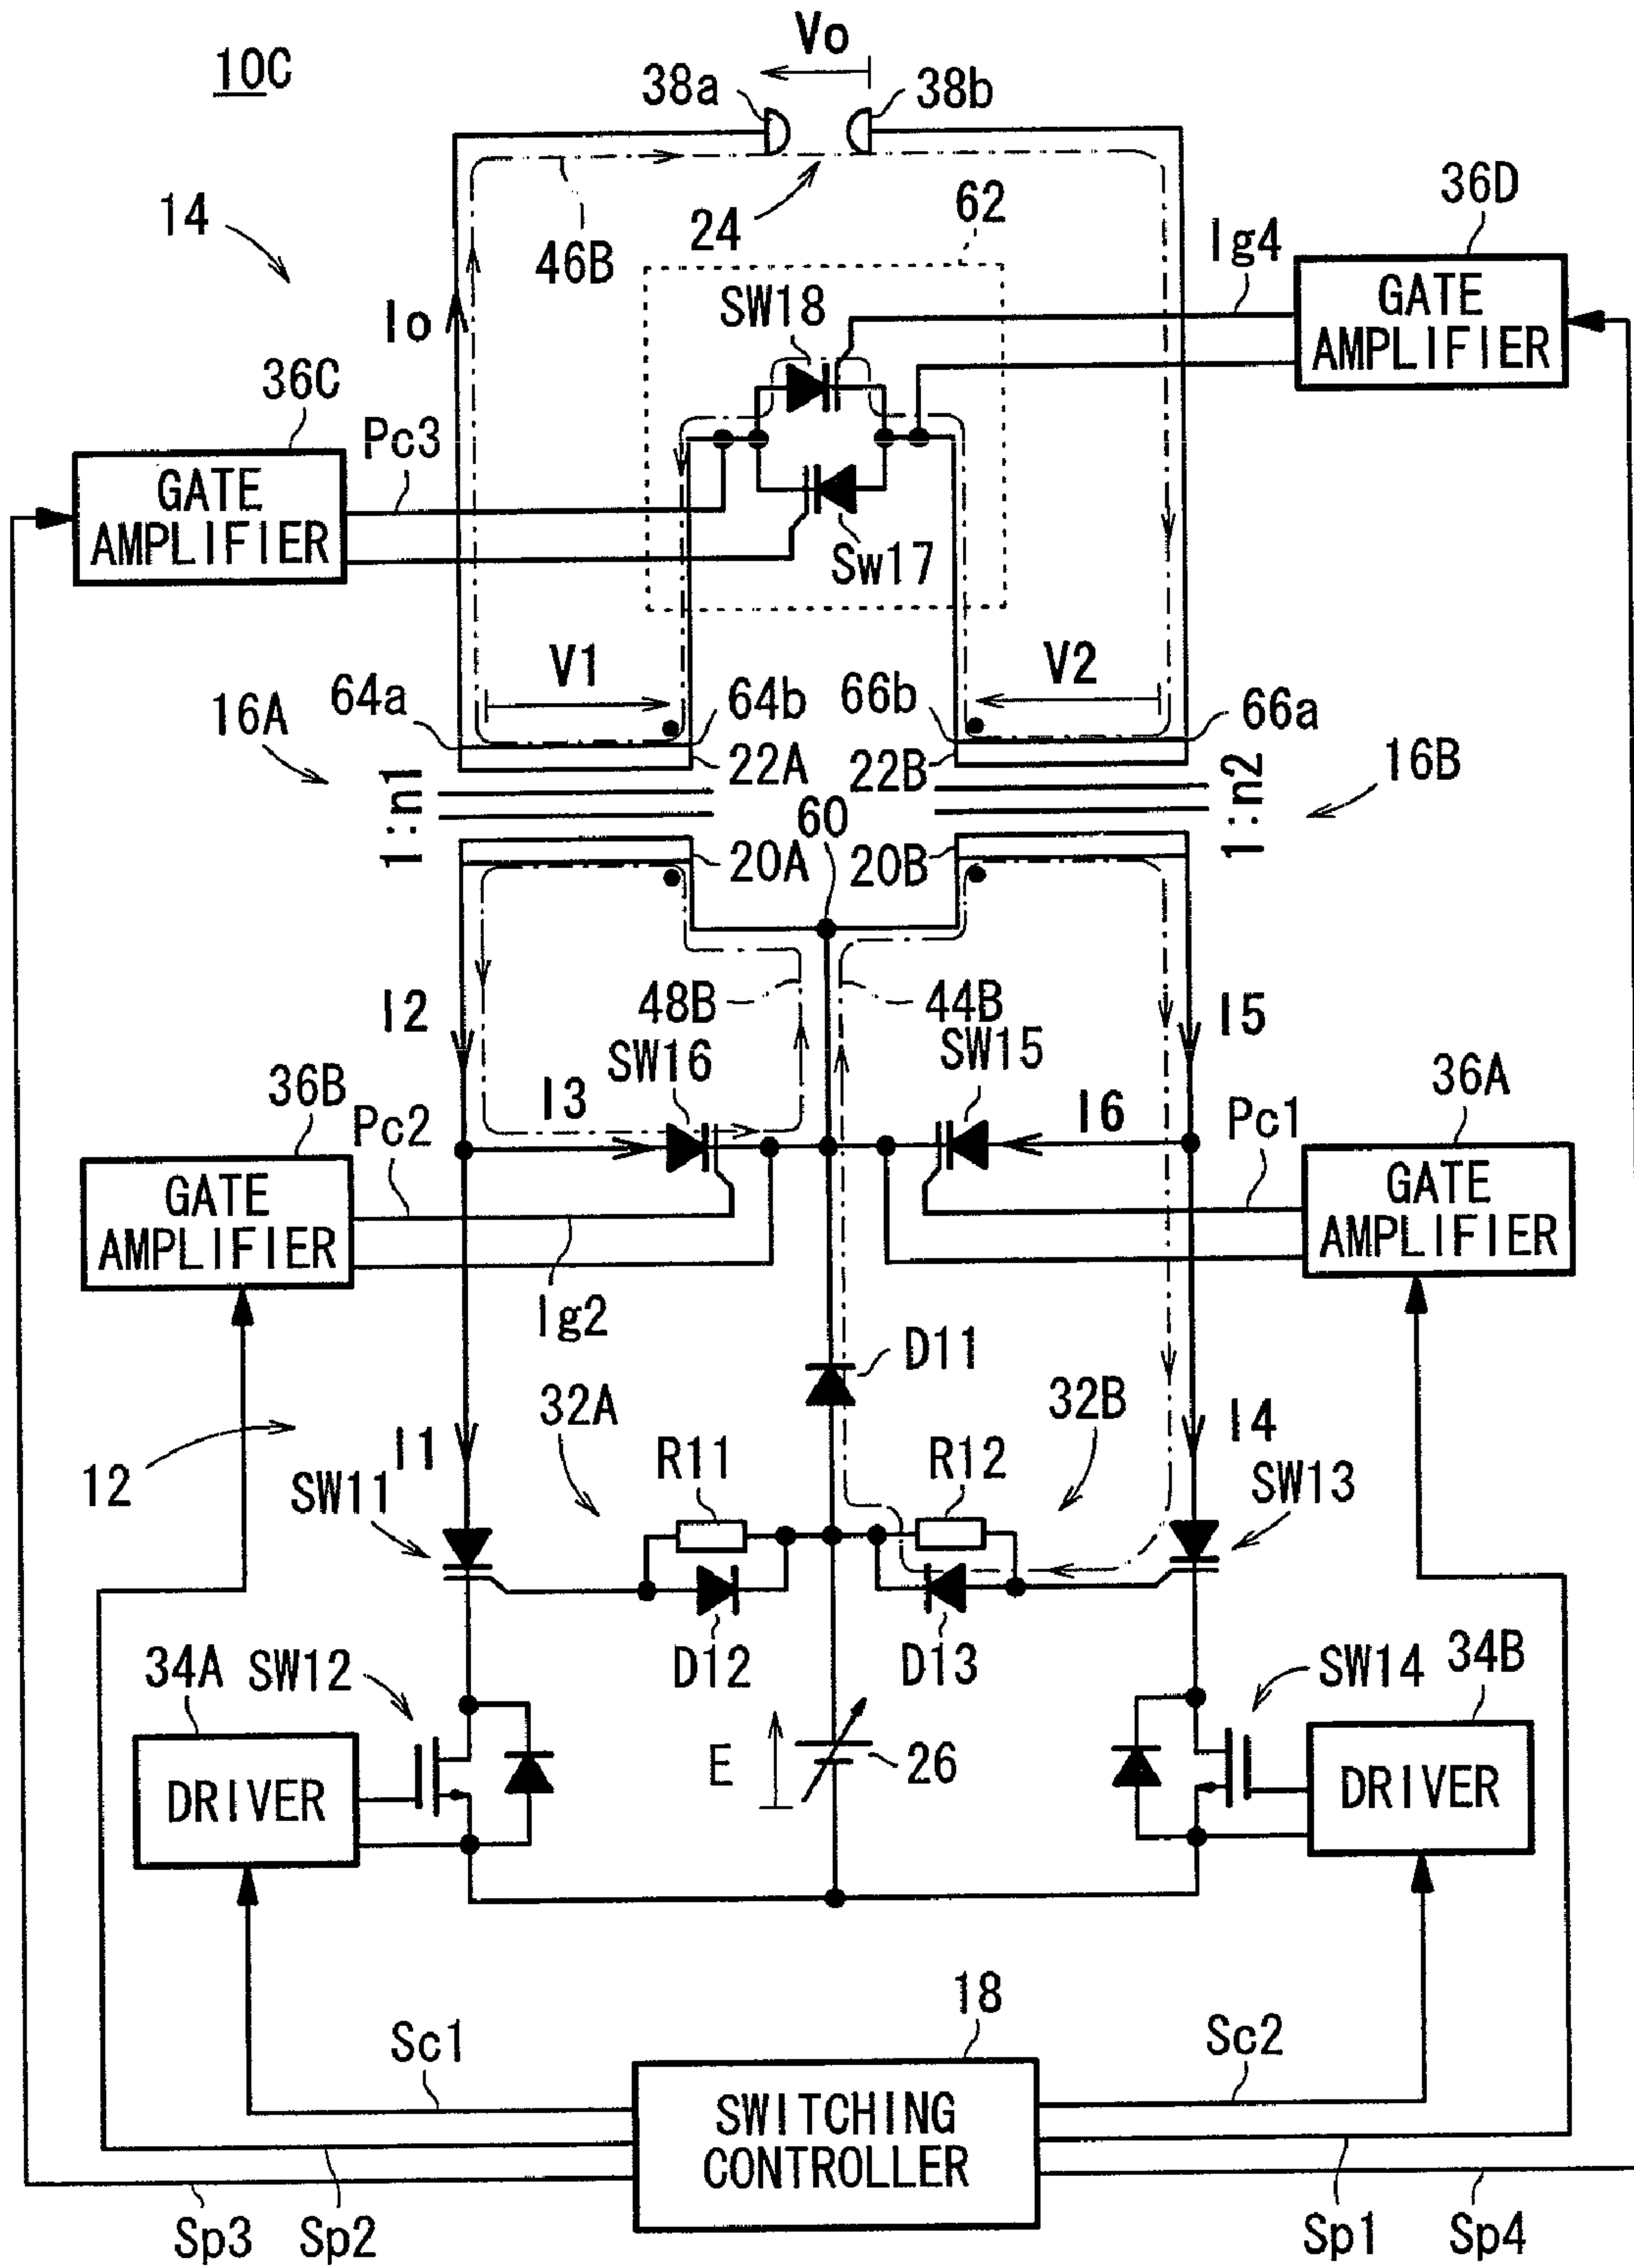 Vo
10C
38a
38b
36D
14
62
24
Ig4
46B
GATE
AMPLIFIER
SW18
Io
36C
Pc3
GATE
AMPLIFIER
Sw17
V1
V2
64a
64b
66b
66a
16A
22A
22B
16B
1:n1
60
1:n2
20A
20B
I2
48B
44B
I5
SW16
SW15
36B
I3
36A
Pc2
I6
Pc1
GATE
AMPLIFIER
GATE
AMPLIFIER
Ig2
D11
32A
32B
I1
I4
12
R11
R12
SW11
SW13
D12
D13
34A
SW12
SW14
34B
E
26
DRIVER
DRIVER
18
Sc1
Sc2
SWITCHING
CONTROLLER
Sp3
Sp2
Sp1
Sp4